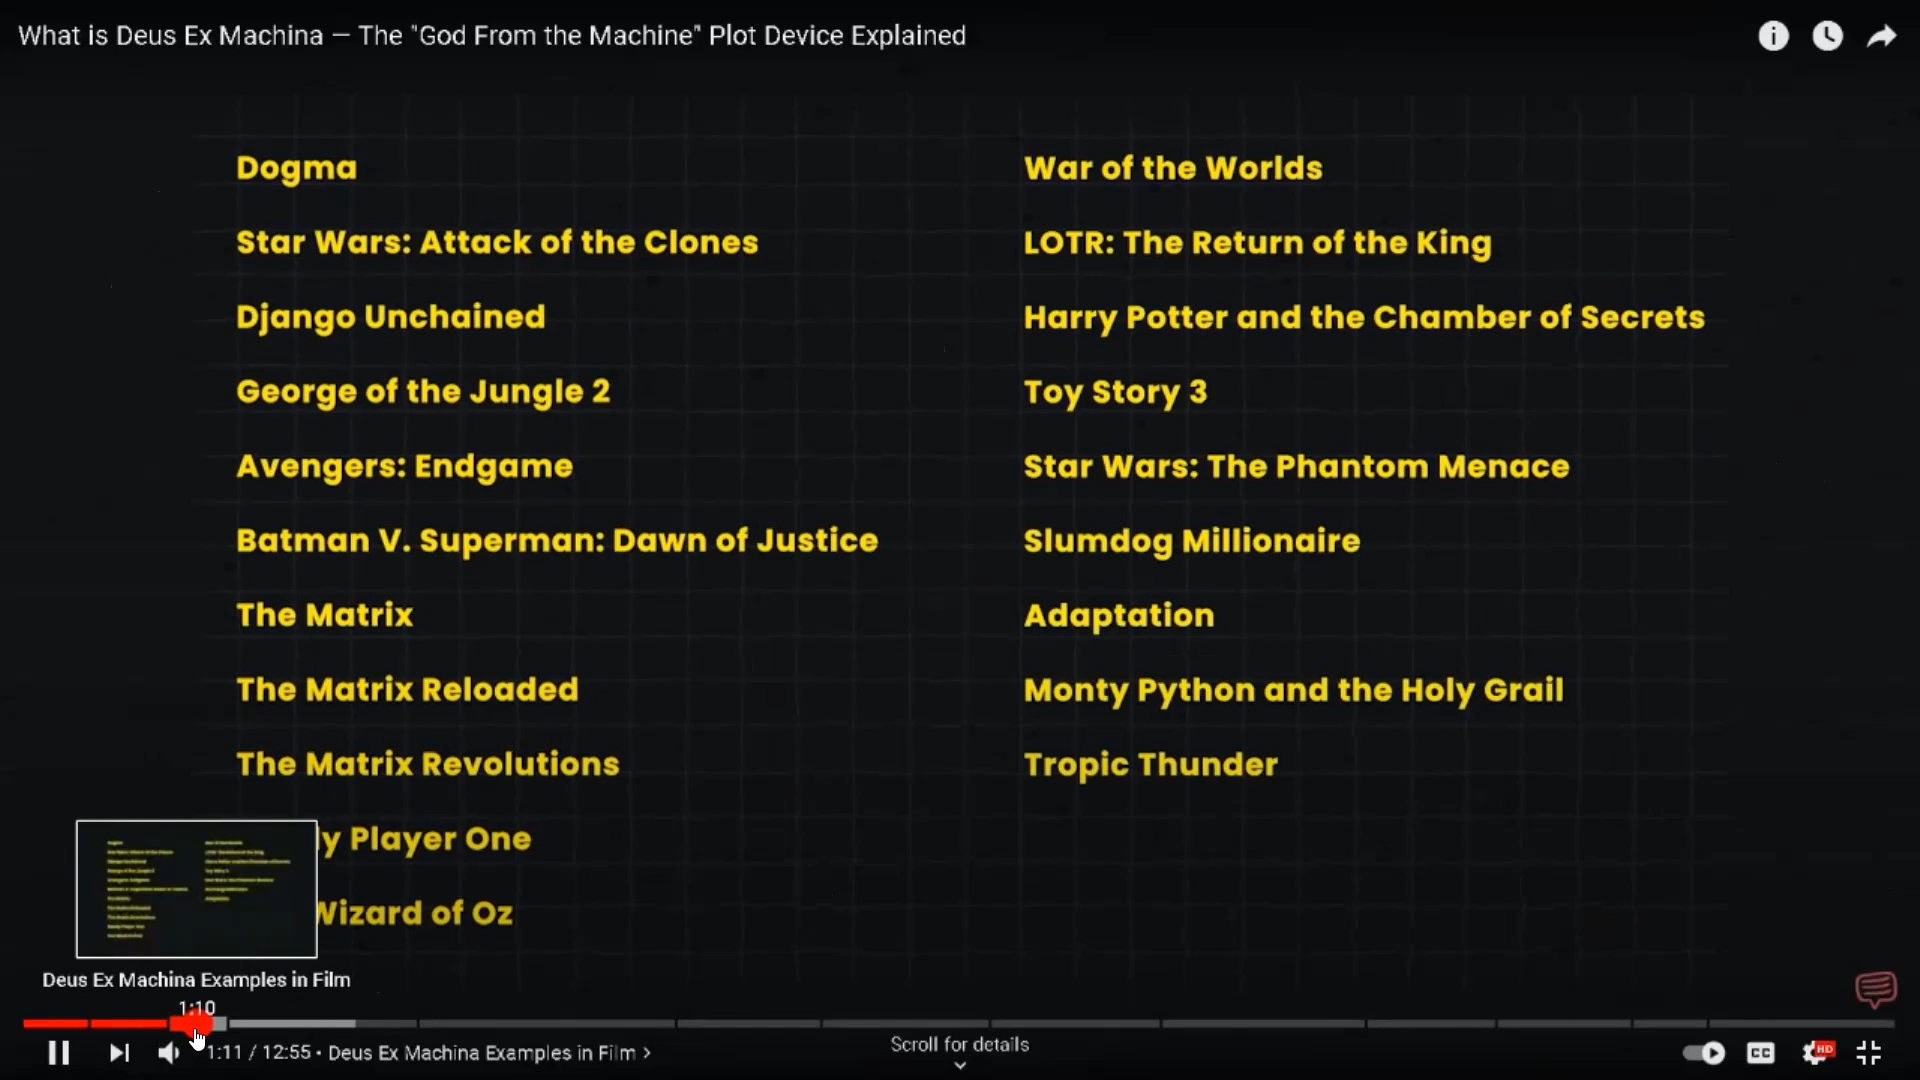 What is Deus Ex Machina — The "God From the Machine" Plot Device Explained
Dogma
Star Wars: Attack of the Clones
Django Unchained
George of the Jungle 2
Avengers: Endgame
Batman V. Superman: Dawn of Justice
The Matrix
The Matrix Reloaded
The Matrix Revolutions
Player One
Wizard of Oz
War of the Worlds
LOTR: The Return of the King
Harry Potter and the Chamber of Secrets
Toy Story 3
Star Wars: The Phantom Menace
Slumdog Millionaire
Adaptation
Monty Python and the Holy Grail
Tropic Thunder
Deus Ex Machina Examples in Film
1:10
1:11 / 12:55 • Deus Ex Machina Examples in Film >
Scroll for details
CC
HD